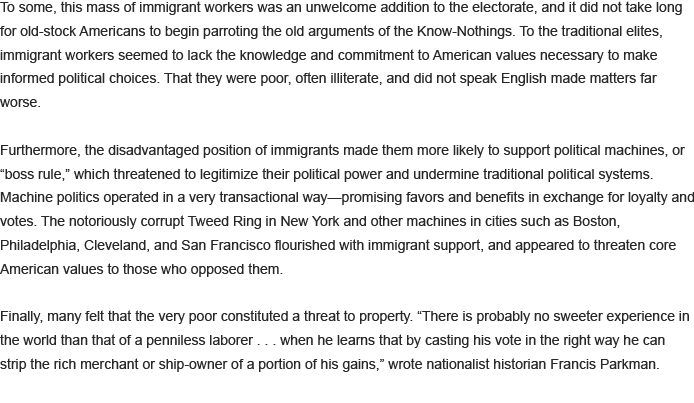 To some, this mass of immigrant workers was an unwelcome addition to the electorate, and it did not take long
for old-stock Americans to begin parroting the old arguments of the Know-Nothings. To the traditional elites,
immigrant workers seemed to lack the knowledge and commitment to American values necessary to make
informed political choices. That they were poor, often illiterate, and did not speak English made matters far
worse.
Furthermore, the disadvantaged position of immigrants made them more likely to support political machines, or
“boss rule,” which threatened to legitimize their political power and undermine traditional political systems.
Machine politics operated in a very transactional way—promising favors and benefits in exchange for loyalty and
votes. The notoriously corrupt Tweed Ring in New York and other machines in cities such as Boston,
Philadelphia, Cleveland, and San Francisco flourished with immigrant support, and appeared to threaten core
American values to those who opposed them.
Finally, many felt that the very poor constituted a threat to property. “There is probably no sweeter experience in
the world than that of a penniless laborer . . . when he learns that by casting his vote in the right way he can
strip the rich merchant or ship-owner of a portion of his gains,” wrote nationalist historian Francis Parkman.